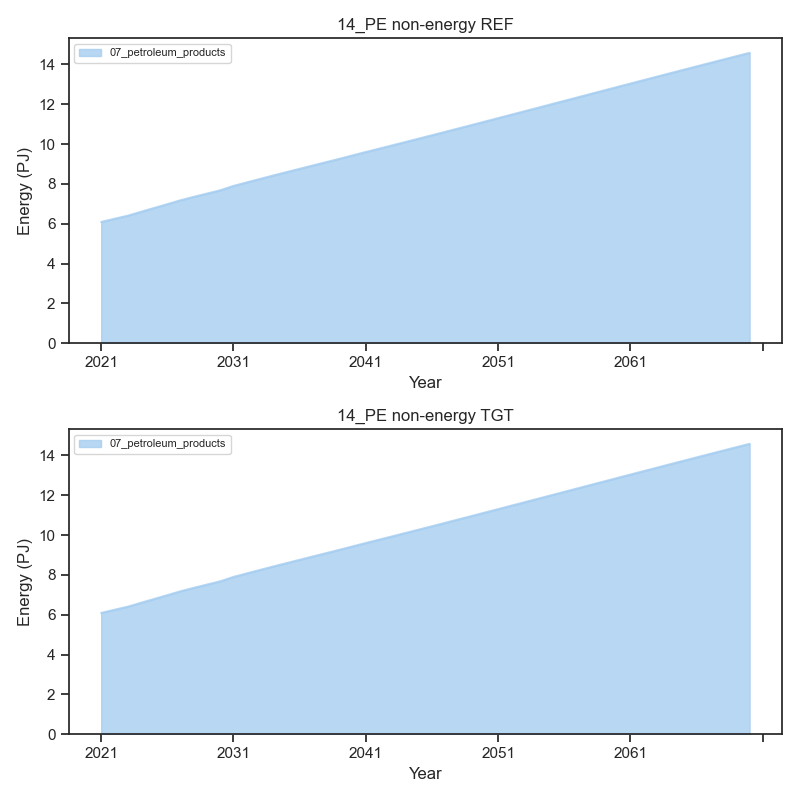 14_PE non-energy REF
07_petroleum_products
14
12
10
8
6
4
2
0
Energy (PJ)
2021 2031 2041 2051 2061
Year
14_PE non-energy TGT
07_petroleum_products
14
12
10
8
6
4
2
0
Energy (PJ)
2021 2031 2041 2051 2061
Year